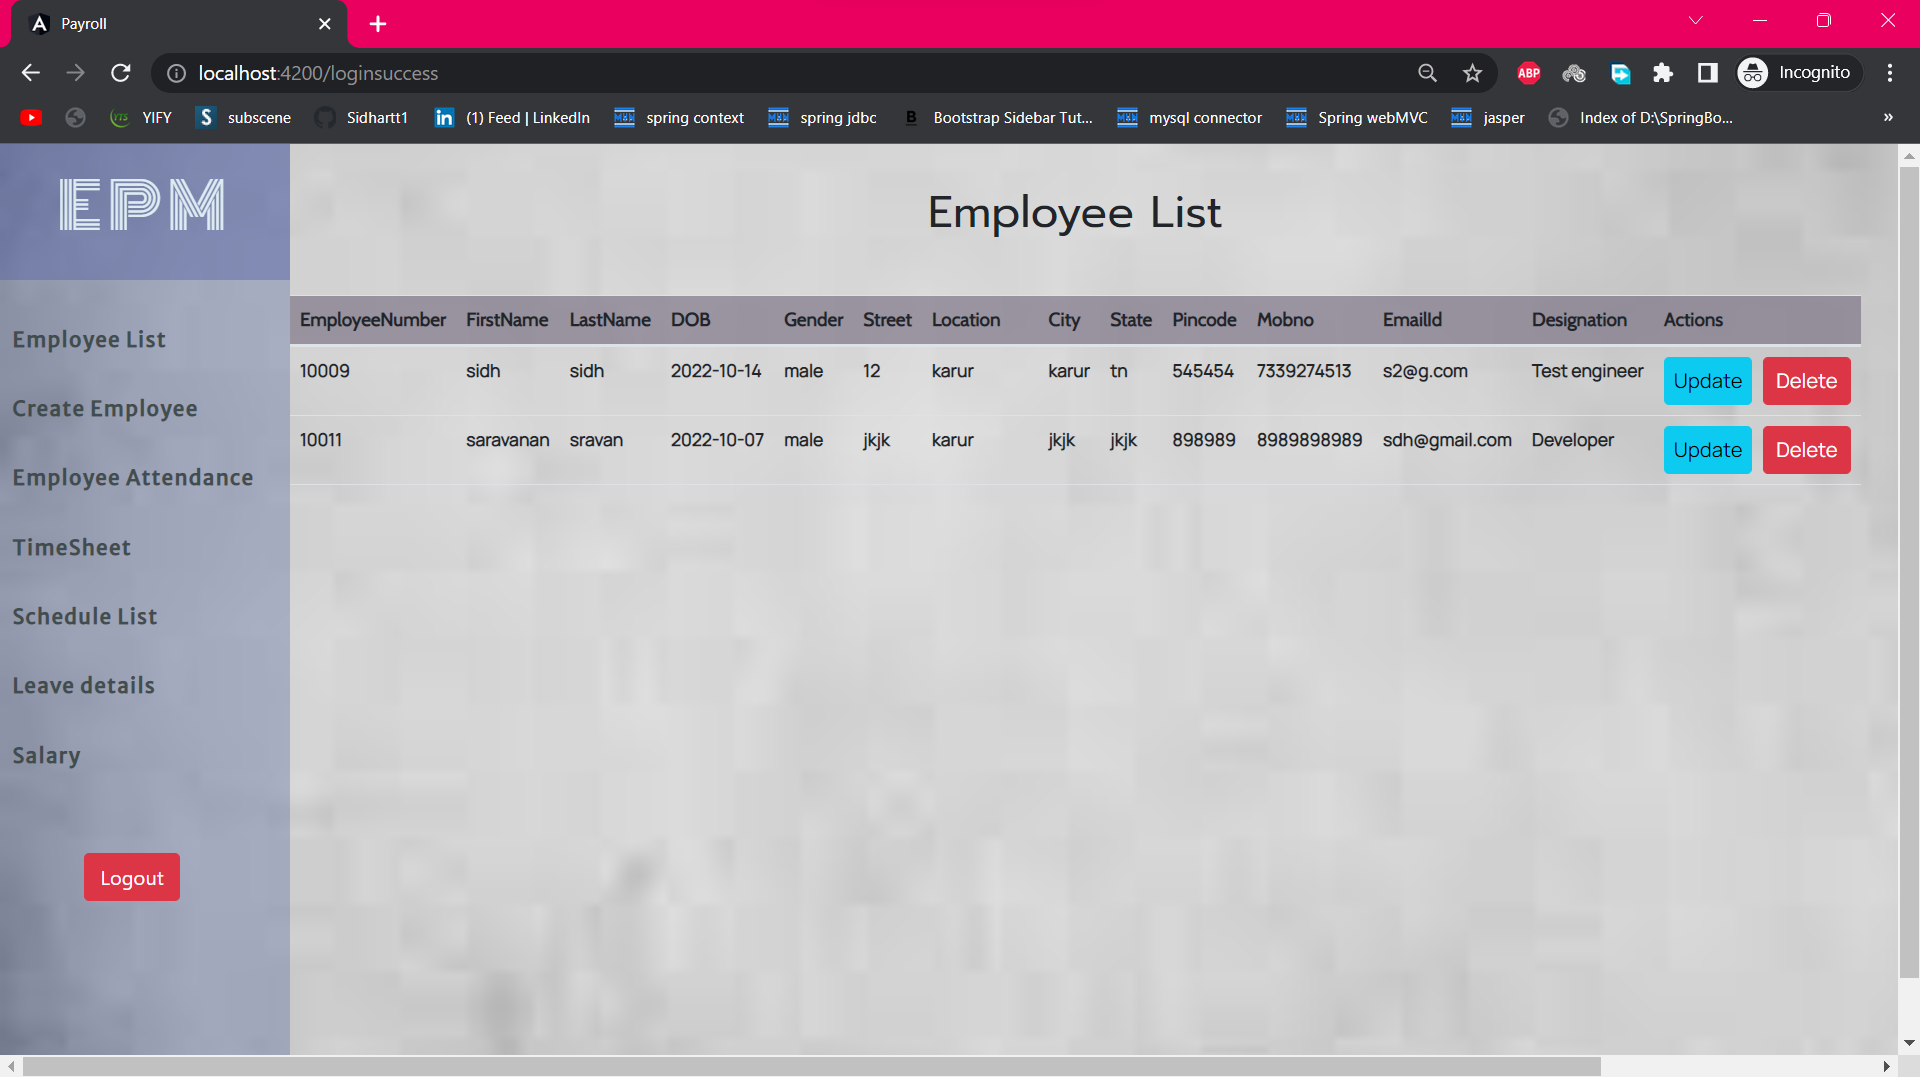 Payroll
localhost:4200/loginsuccess
ABP
Incognito
YTS YIFY
S subscene
Sidhartt1
in (1) Feed | LinkedIn
spring context
spring jdbc
B Bootstrap Sidebar Tut...
mysql connector
Spring webMVC
jasper
Index of D:\SpringBo...
»
EPM
Employee List
Create Employee
Employee Attendance
TimeSheet
Schedule List
Leave details
Salary
Logout
Employee List
EmployeeNumber FirstName LastName DOB Gender Street Location City State Pincode Mobno EmailId Designation Actions
10009 sidh sidh 2022-10-14 male 12 karur karur tn 545454 7339274513 s2@g.com Test engineer Update Delete
10011 saravanan sravan 2022-10-07 male jkjk karur jkjk jkjk 898989 8989898989 sdh@gmail.com Developer Update Delete